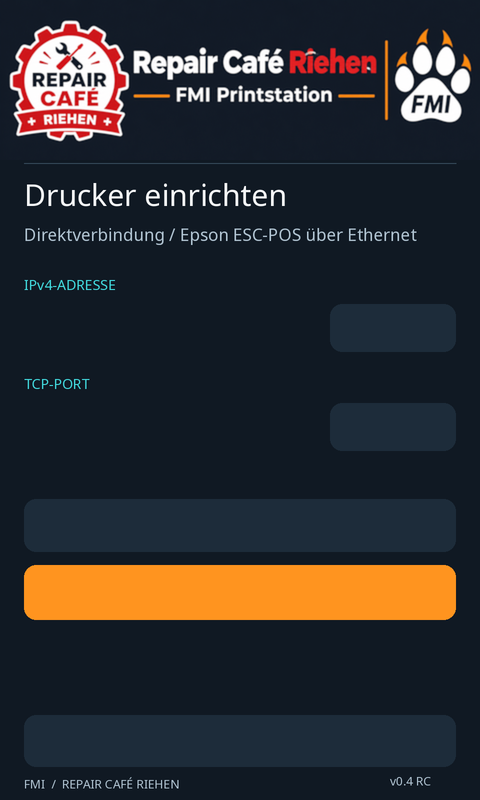 REPAIR
CAFÉ
RIEHEN
Repair Café Riehen
FMI Printstation
FMI
Drucker einrichten
Direktverbindung / Epson ESC-POS über Ethernet
IPv4-ADRESSE
TCP-PORT
FMI / REPAIR CAFÉ RIEHEN
v0.4 RC